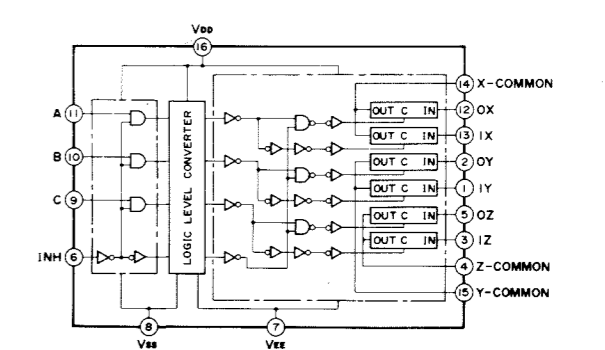 VDD
16
14 X-COMMON
A 11
OUT C IN 12 0X
OUT C IN 13 1X
B 10
LOGIC LEVEL CONVERTER
OUT C IN 2 0Y
OUT C IN 1 1Y
C 9
OUT C IN 5 0Z
OUT C IN 3 1Z
INH 6
4 Z-COMMON
15 Y-COMMON
8
VSS
7
VEE